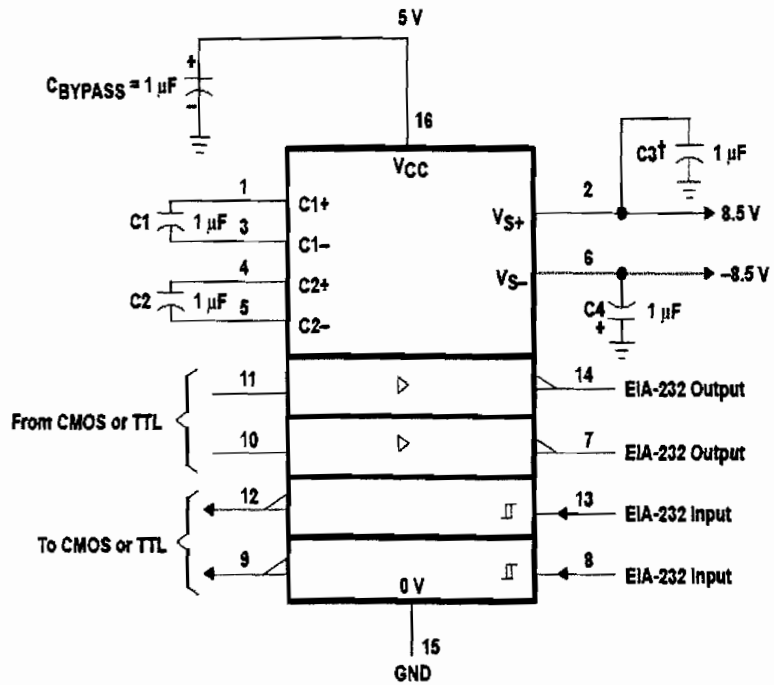 5 V
+
C_BYPASS = 1 µF
–
16
VCC
C3† 1 µF
1
C1+
C1 1 µF
3
C1–
2
VS+
8.5 V
4
C2+
C2 1 µF
5
C2–
6
VS–
–8.5 V
C4 1 µF
+
11
14
EIA-232 Output
From CMOS or TTL
10
7
EIA-232 Output
12
13
EIA-232 Input
To CMOS or TTL
9
8
EIA-232 Input
0 V
15
GND